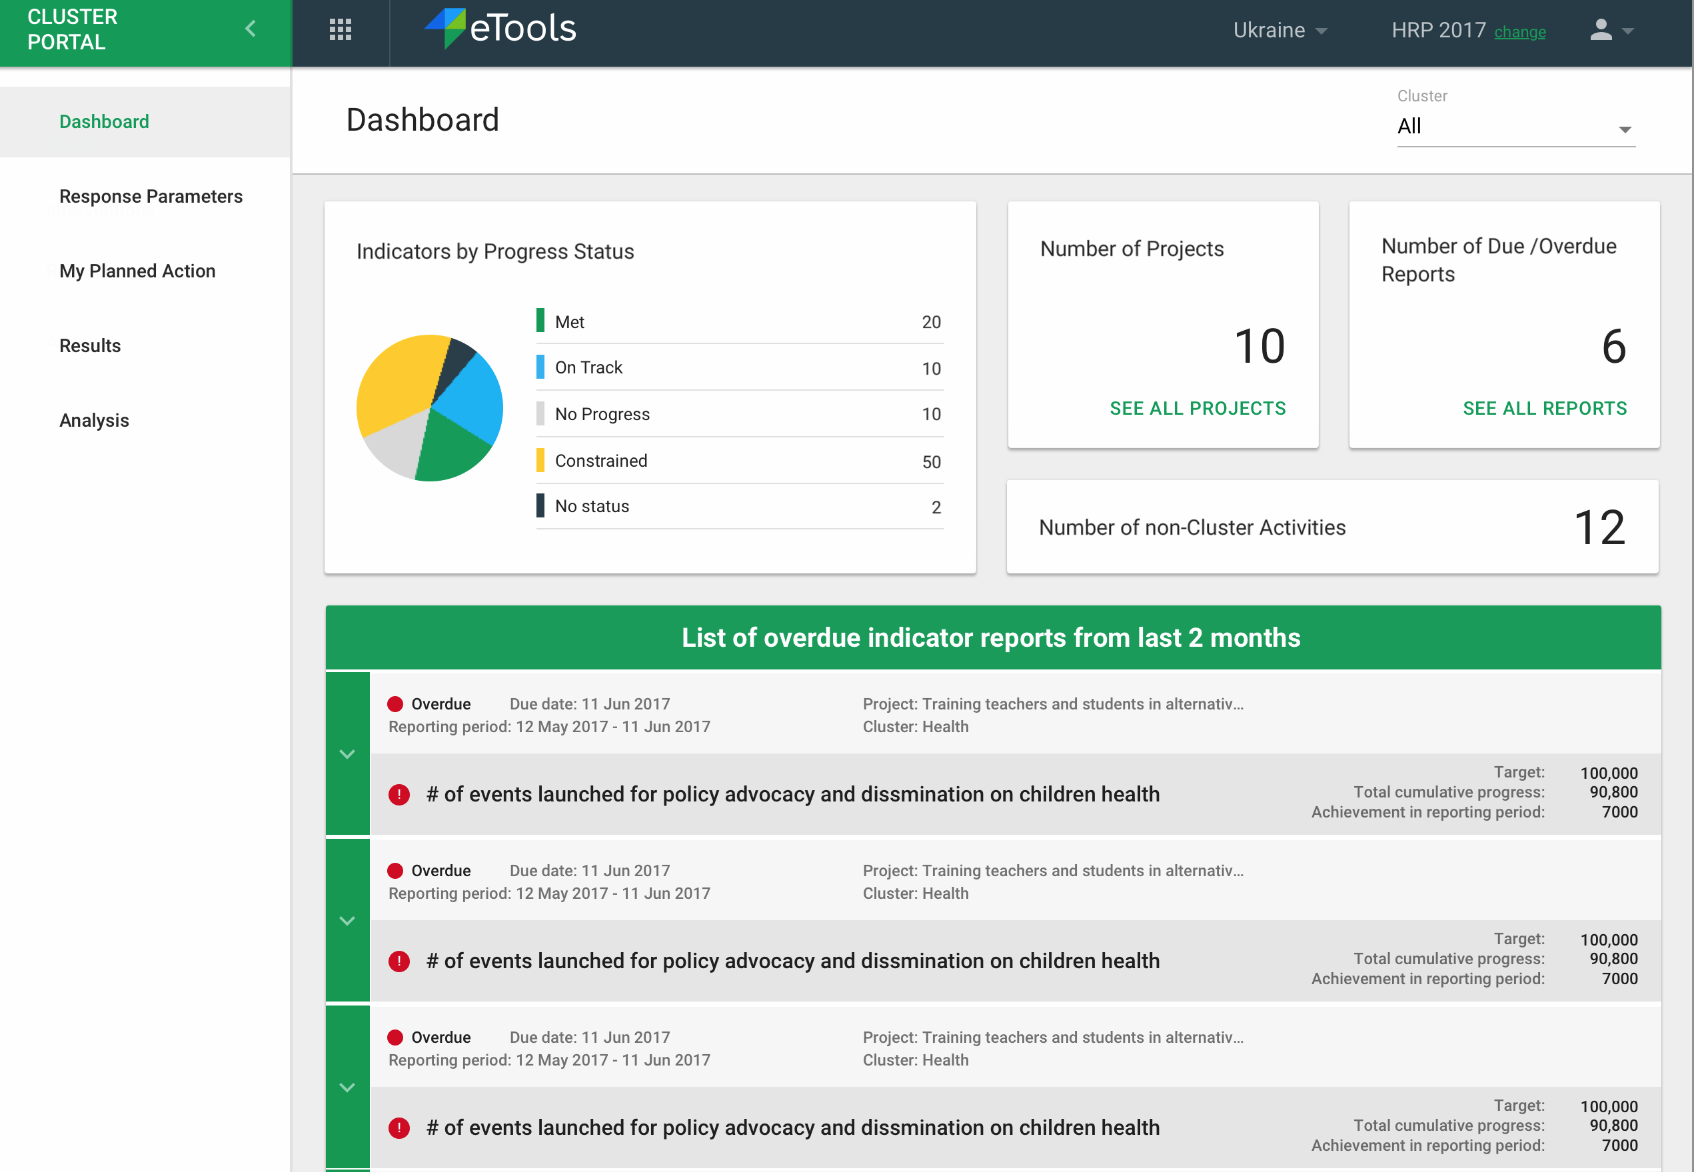 CLUSTER
PORTAL
eTools
Ukraine
HRP 2017 change
Dashboard
Response Parameters
My Planned Action
Results
Analysis
Dashboard
Cluster
All
Indicators by Progress Status
Met 20
On Track 10
No Progress 10
Constrained 50
No status 2
Number of Projects
10
SEE ALL PROJECTS
Number of Due /Overdue
Reports
6
SEE ALL REPORTS
Number of non-Cluster Activities 12
List of overdue indicator reports from last 2 months
Overdue Due date: 11 Jun 2017 Project: Training teachers and students in alternativ...
Reporting period: 12 May 2017 - 11 Jun 2017 Cluster: Health
! # of events launched for policy advocacy and dissmination on children health
Target: 100,000
Total cumulative progress: 90,800
Achievement in reporting period: 7000
Overdue Due date: 11 Jun 2017 Project: Training teachers and students in alternativ...
Reporting period: 12 May 2017 - 11 Jun 2017 Cluster: Health
! # of events launched for policy advocacy and dissmination on children health
Target: 100,000
Total cumulative progress: 90,800
Achievement in reporting period: 7000
Overdue Due date: 11 Jun 2017 Project: Training teachers and students in alternativ...
Reporting period: 12 May 2017 - 11 Jun 2017 Cluster: Health
! # of events launched for policy advocacy and dissmination on children health
Target: 100,000
Total cumulative progress: 90,800
Achievement in reporting period: 7000